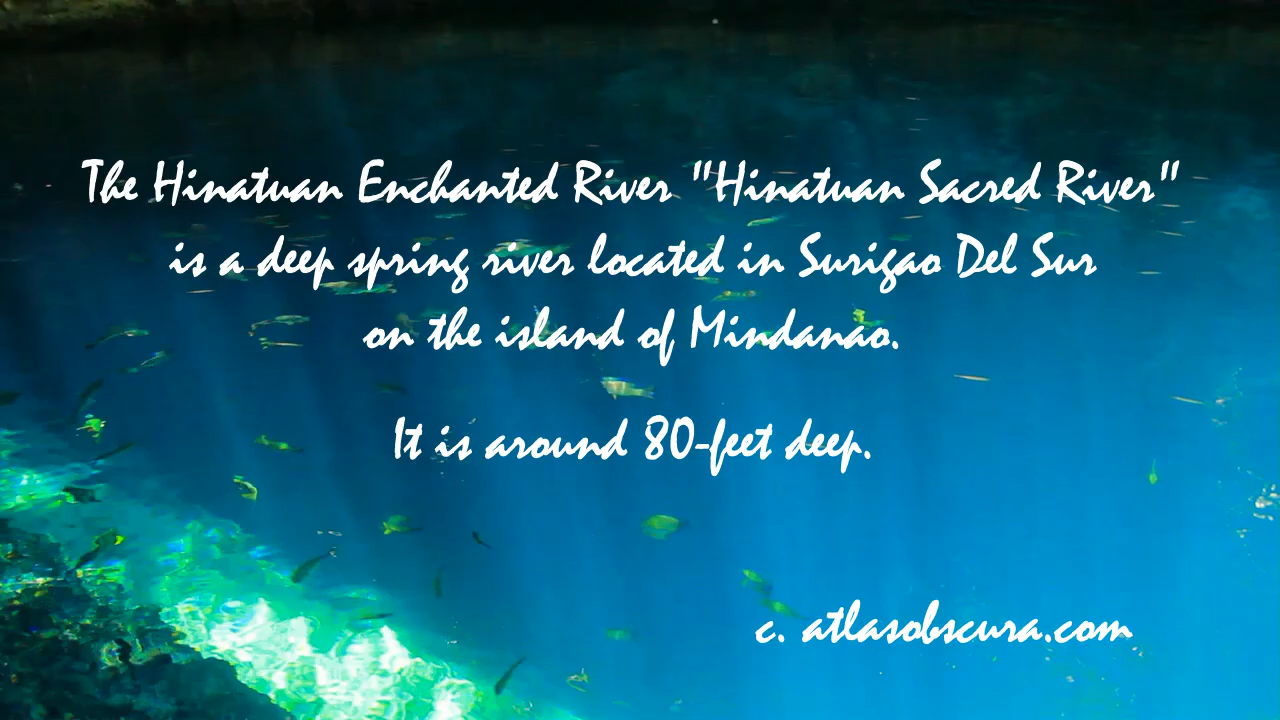 The Hinatuan Enchanted River "Hinatuan Sacred River"
is a deep spring river located in Surigao Del Sur
on the island of Mindanao.
It is around 80-feet deep.
c. atlasobscura.com